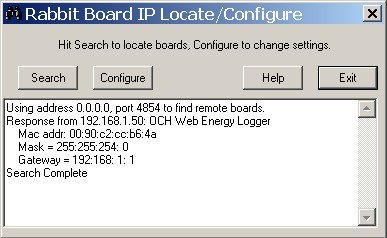 Rabbit Board IP Locate/Configure
Hit Search to locate boards, Configure to change settings.
Search Configure Help Exit
Using address 0.0.0.0, port 4854 to find remote boards.
Response from 192.168.1.50: OCH Web Energy Logger
Mac addr: 00:90:c2:cc:b6:4a
Mask = 255:255:254: 0
Gateway = 192:168: 1: 1
Search Complete